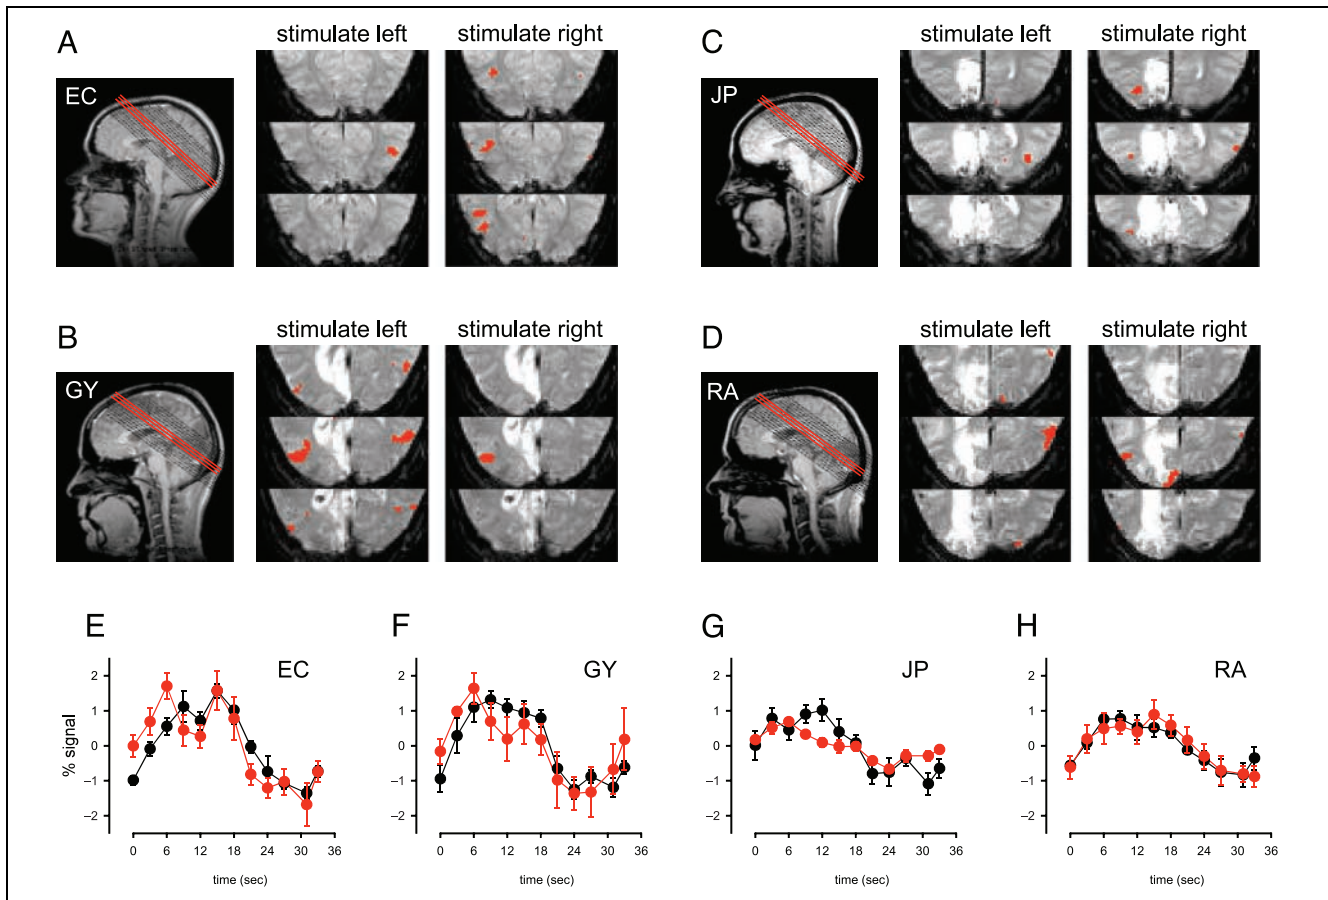 A
stimulate left
stimulate right
EC
C
stimulate left
stimulate right
JP
B
stimulate left
stimulate right
GY
D
stimulate left
stimulate right
RA
E
EC
% signal
2
1
0
–1
–2
0
6
12
18
24
30
36
time (sec)
F
GY
2
1
0
–1
–2
0
6
12
18
24
30
36
time (sec)
G
JP
2
1
0
–1
–2
0
6
12
18
24
30
36
time (sec)
H
RA
2
1
0
–1
–2
0
6
12
18
24
30
36
time (sec)